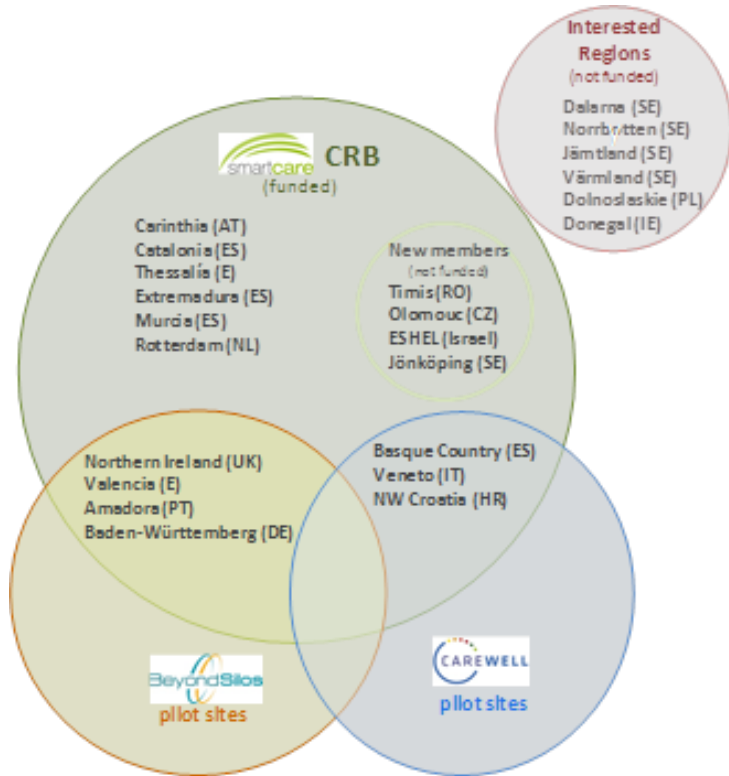 Interested
Regions
(not funded)
Dalarna (SE)
Norrbotten (SE)
Jämtland (SE)
Värmland (SE)
Dolnoslaskie (PL)
Donegal (IE)
smartcare CRB
(funded)
Carinthia (AT)
Catalonia (ES)
Thessalía (E)
Extremadura (ES)
Murcia (ES)
Rotterdam (NL)
New members
(not funded)
Timis (RO)
Olomouc (CZ)
ESHEL (Israel)
Jönköping (SE)
Northern Ireland (UK)
Valencia (E)
Amadora (PT)
Baden-Württemberg (DE)
Basque Country (ES)
Veneto (IT)
NW Croatia (HR)
BeyondSilos
pilot sites
CAREWELL
pilot sites